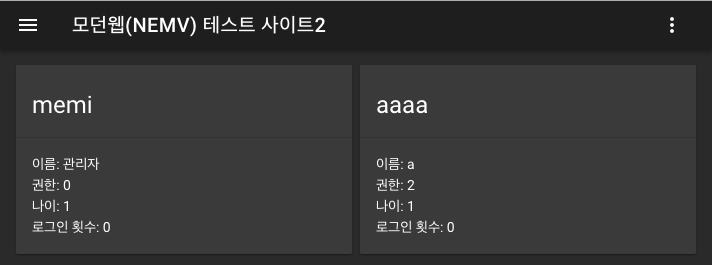 모던웹(NEMV) 테스트 사이트2
memi
이름: 관리자
권한: 0
나이: 1
로그인 횟수: 0
aaaa
이름: a
권한: 2
나이: 1
로그인 횟수: 0